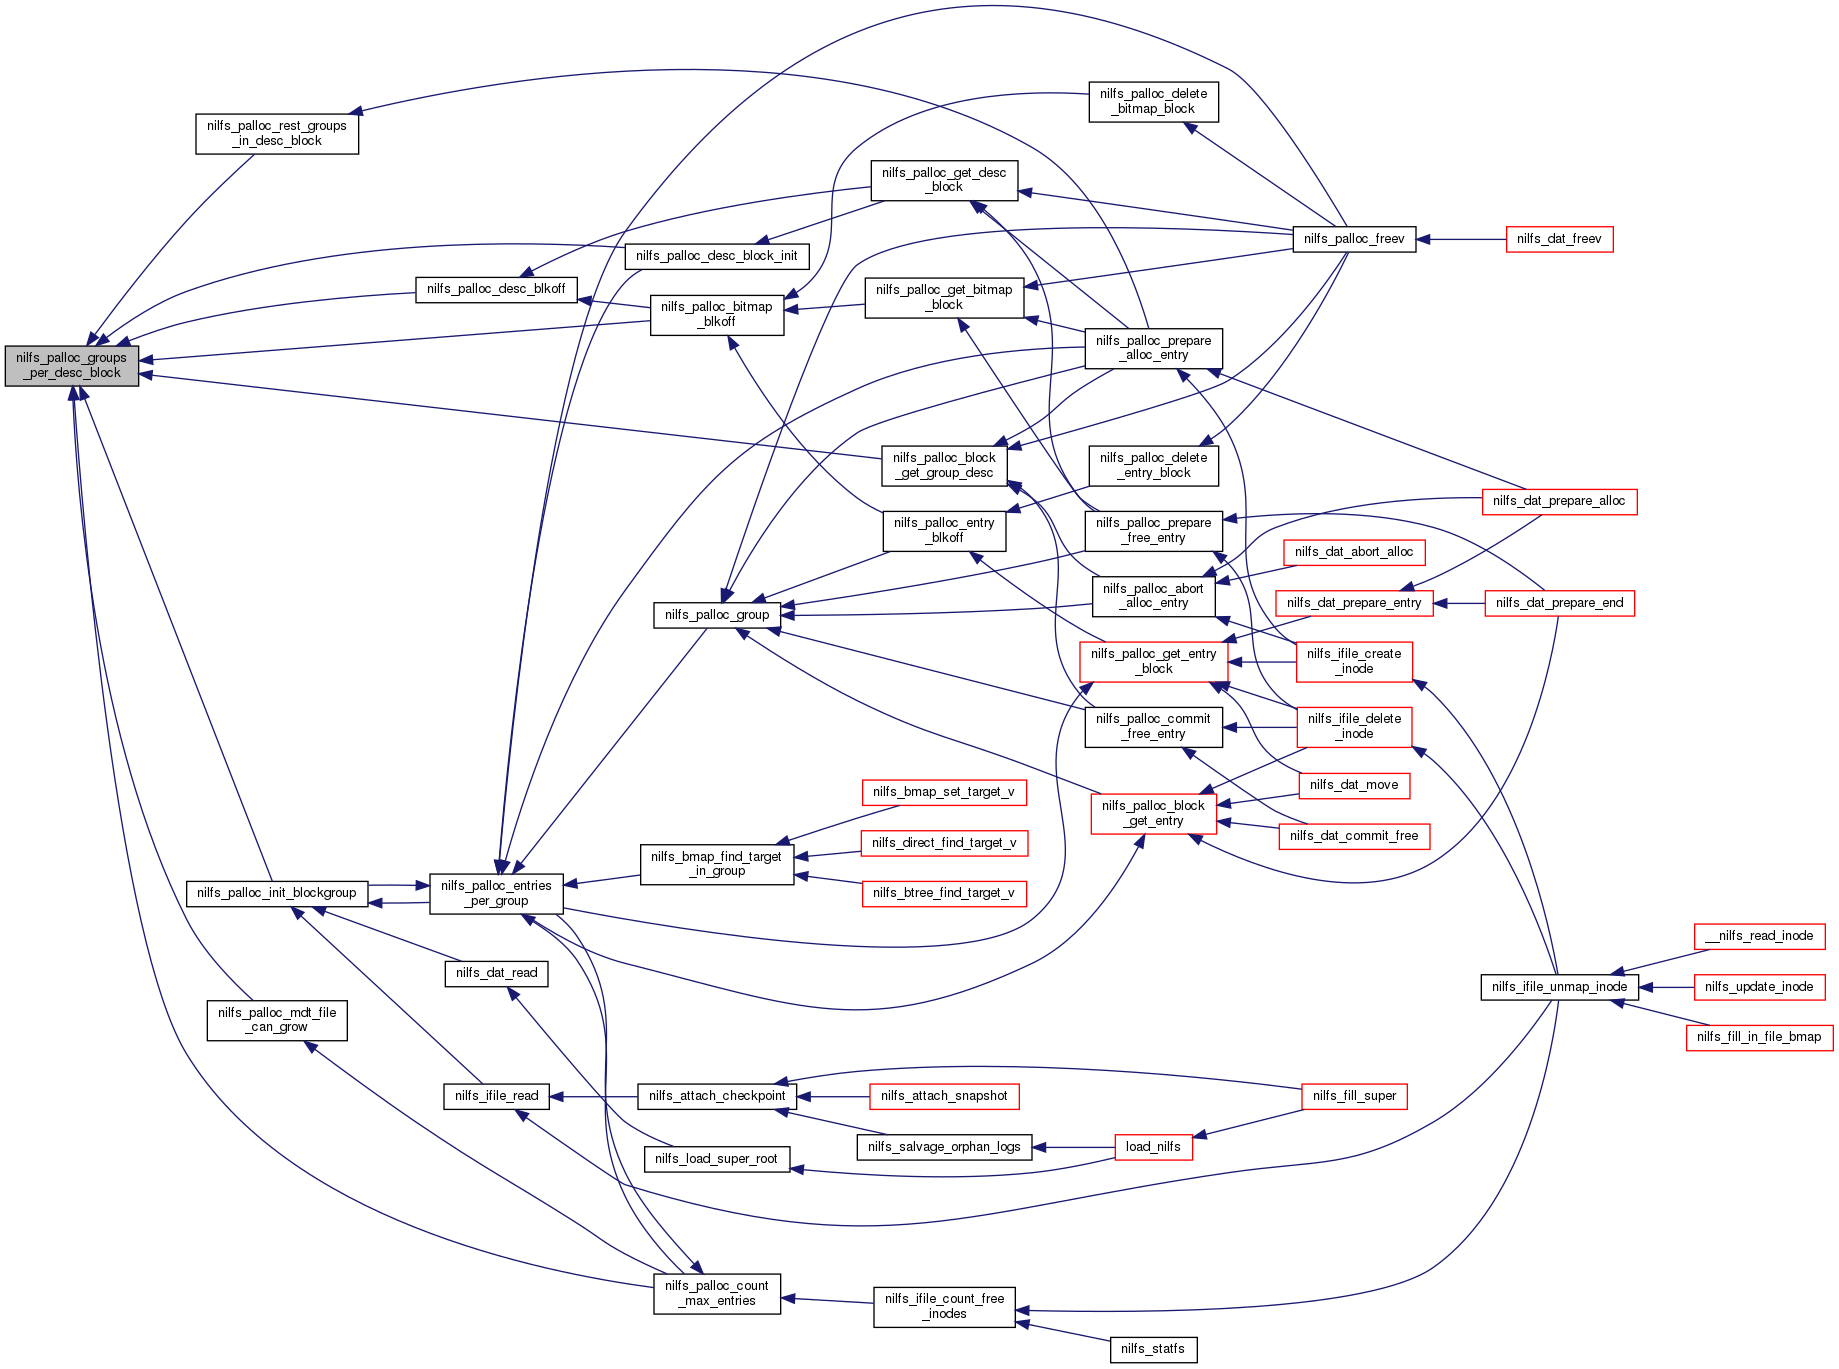 nilfs_palloc_groups
_per_desc_block
nilfs_palloc_rest_groups
_in_desc_block
nilfs_palloc_init_blockgroup
nilfs_palloc_mdt_file
_can_grow
nilfs_palloc_desc_blkoff
nilfs_palloc_entries
_per_group
nilfs_dat_read
nilfs_ifile_read
nilfs_palloc_desc_block_init
nilfs_palloc_bitmap
_blkoff
nilfs_palloc_group
nilfs_bmap_find_target
_in_group
nilfs_attach_checkpoint
nilfs_load_super_root
nilfs_palloc_count
_max_entries
nilfs_palloc_get_desc
_block
nilfs_palloc_get_bitmap
_block
nilfs_palloc_block
_get_group_desc
nilfs_palloc_entry
_blkoff
nilfs_bmap_set_target_v
nilfs_direct_find_target_v
nilfs_btree_find_target_v
nilfs_attach_snapshot
nilfs_salvage_orphan_logs
nilfs_ifile_count_free
_inodes
nilfs_palloc_delete
_bitmap_block
nilfs_palloc_prepare
_alloc_entry
nilfs_palloc_delete
_entry_block
nilfs_palloc_prepare
_free_entry
nilfs_palloc_abort
_alloc_entry
nilfs_palloc_get_entry
_block
nilfs_palloc_commit
_free_entry
nilfs_palloc_block
_get_entry
load_nilfs
nilfs_statfs
nilfs_palloc_freev
nilfs_dat_abort_alloc
nilfs_dat_prepare_entry
nilfs_ifile_create
_inode
nilfs_ifile_delete
_inode
nilfs_dat_move
nilfs_dat_commit_free
nilfs_fill_super
nilfs_dat_freev
nilfs_dat_prepare_alloc
nilfs_dat_prepare_end
nilfs_ifile_unmap_inode
__nilfs_read_inode
nilfs_update_inode
nilfs_fill_in_file_bmap